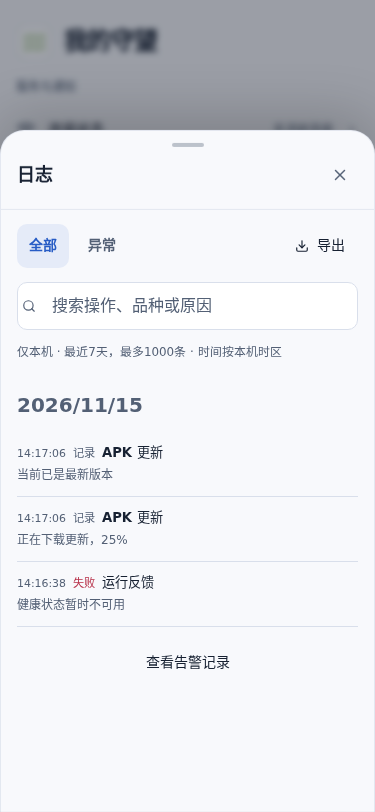 我的守望
日志
全部
异常
导出
搜索操作、品种或原因
仅本机 · 最近7天，最多1000条 · 时间按本机时区
2026/11/15
14:17:06 记录 APK 更新
当前已是最新版本
14:17:06 记录 APK 更新
正在下载更新，25%
14:16:38 失败 运行反馈
健康状态暂时不可用
查看告警记录